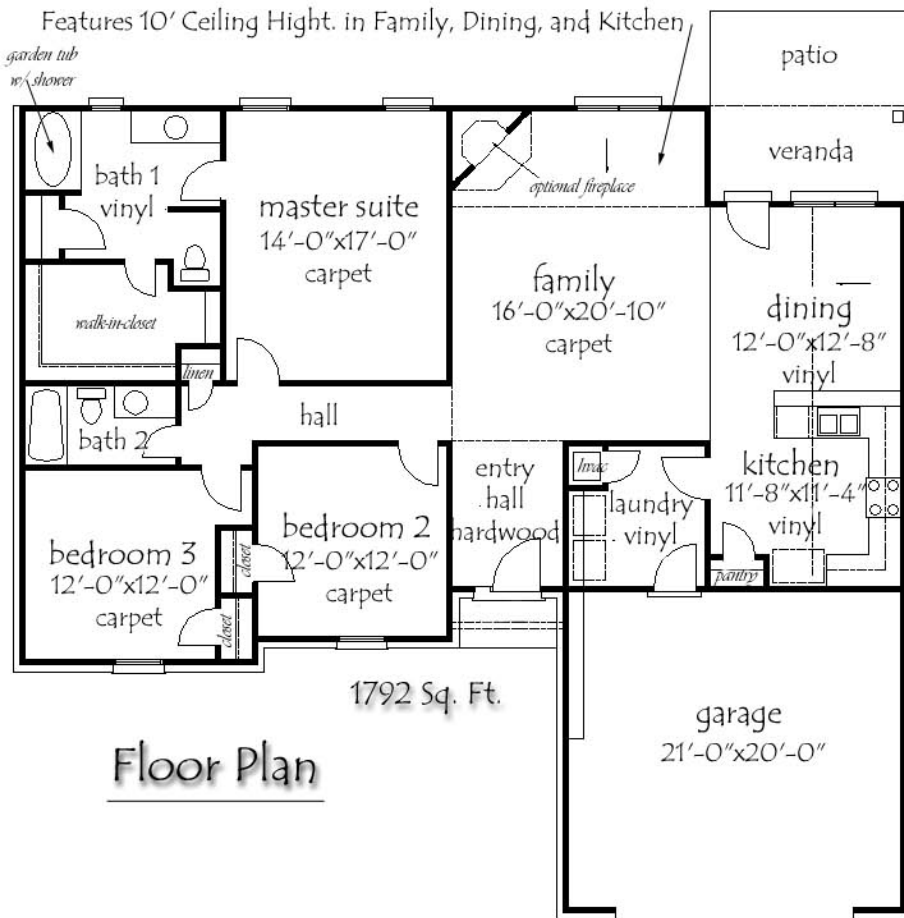 Features 10' Ceiling Hight. in Family, Dining, and Kitchen
garden tub
w/ shower
patio
veranda
bath 1
vinyl
master suite
14'-0"x17'-0"
carpet
optional fireplace
family
16'-0"x20'-10"
carpet
dining
12'-0"x12'-8"
vinyl
walk-in-closet
linen
hall
bath 2
kitchen
11'-8"x11'-4"
vinyl
entry
hall
hardwood
hvac
laundry
vinyl
pantry
bedroom 3
12'-0"x12'-0"
carpet
closet
closet
bedroom 2
12'-0"x12'-0"
carpet
1792 Sq. Ft.
garage
21'-0"x20'-0"
Floor Plan